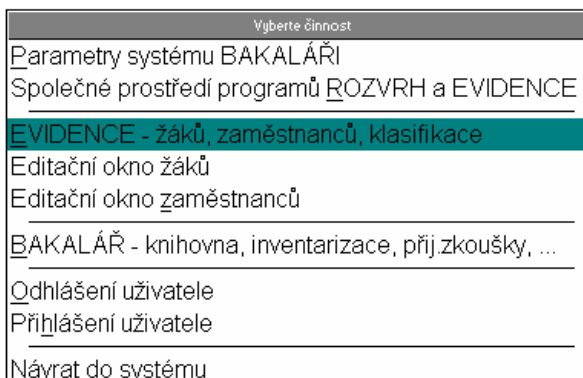 Vyberte činnost
Parametry systému BAKALÁŘI
Společné prostředí programů ROZVRH a EVIDENCE
EVIDENCE - žáků, zaměstnanců, klasifikace
Editační okno žáků
Editační okno zaměstnanců
BAKALÁŘ - knihovna, inventarizace, přij.zkoušky, ...
Odhlášení uživatele
Přihlášení uživatele
Návrat do systému